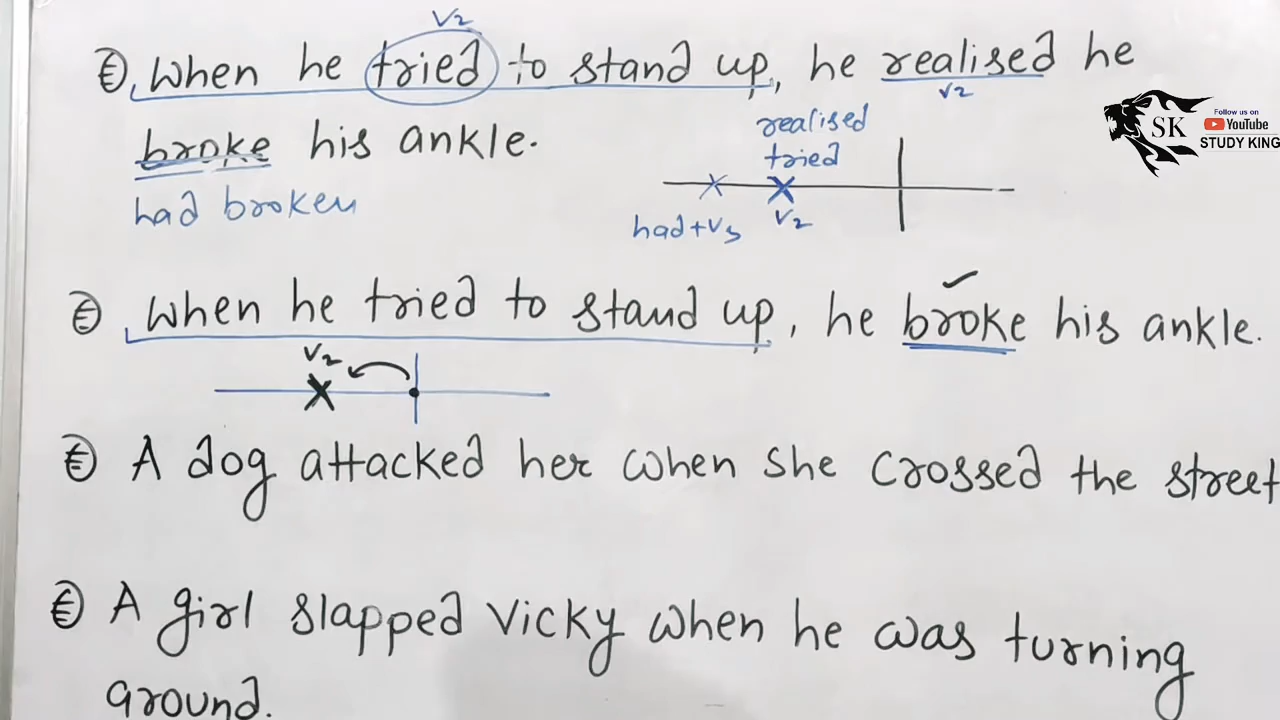 V2
Ⓔ, When he tried to stand up, he realised he
V2
broke his ankle.
had broken
realised
tried
had+V3
V2
Follow us on
YouTube
SK
STUDY KING
Ⓔ When he tried to stand up, he broke his ankle.
V2
Ⓔ A dog attacked her when she crossed the street
Ⓔ A girl slapped Vicky when he was turning
around.